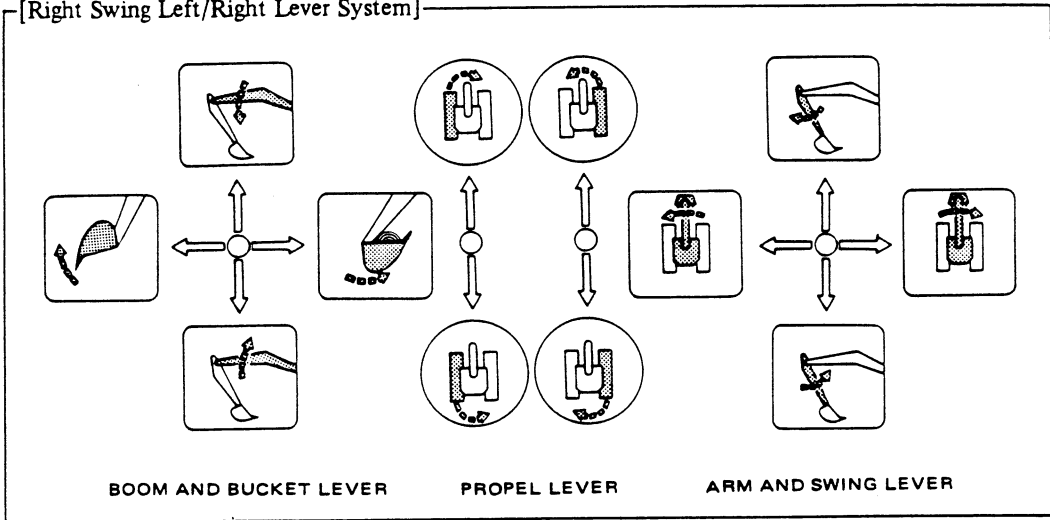 [Right Swing Left/Right Lever System]
BOOM AND BUCKET LEVER
PROPEL LEVER
ARM AND SWING LEVER